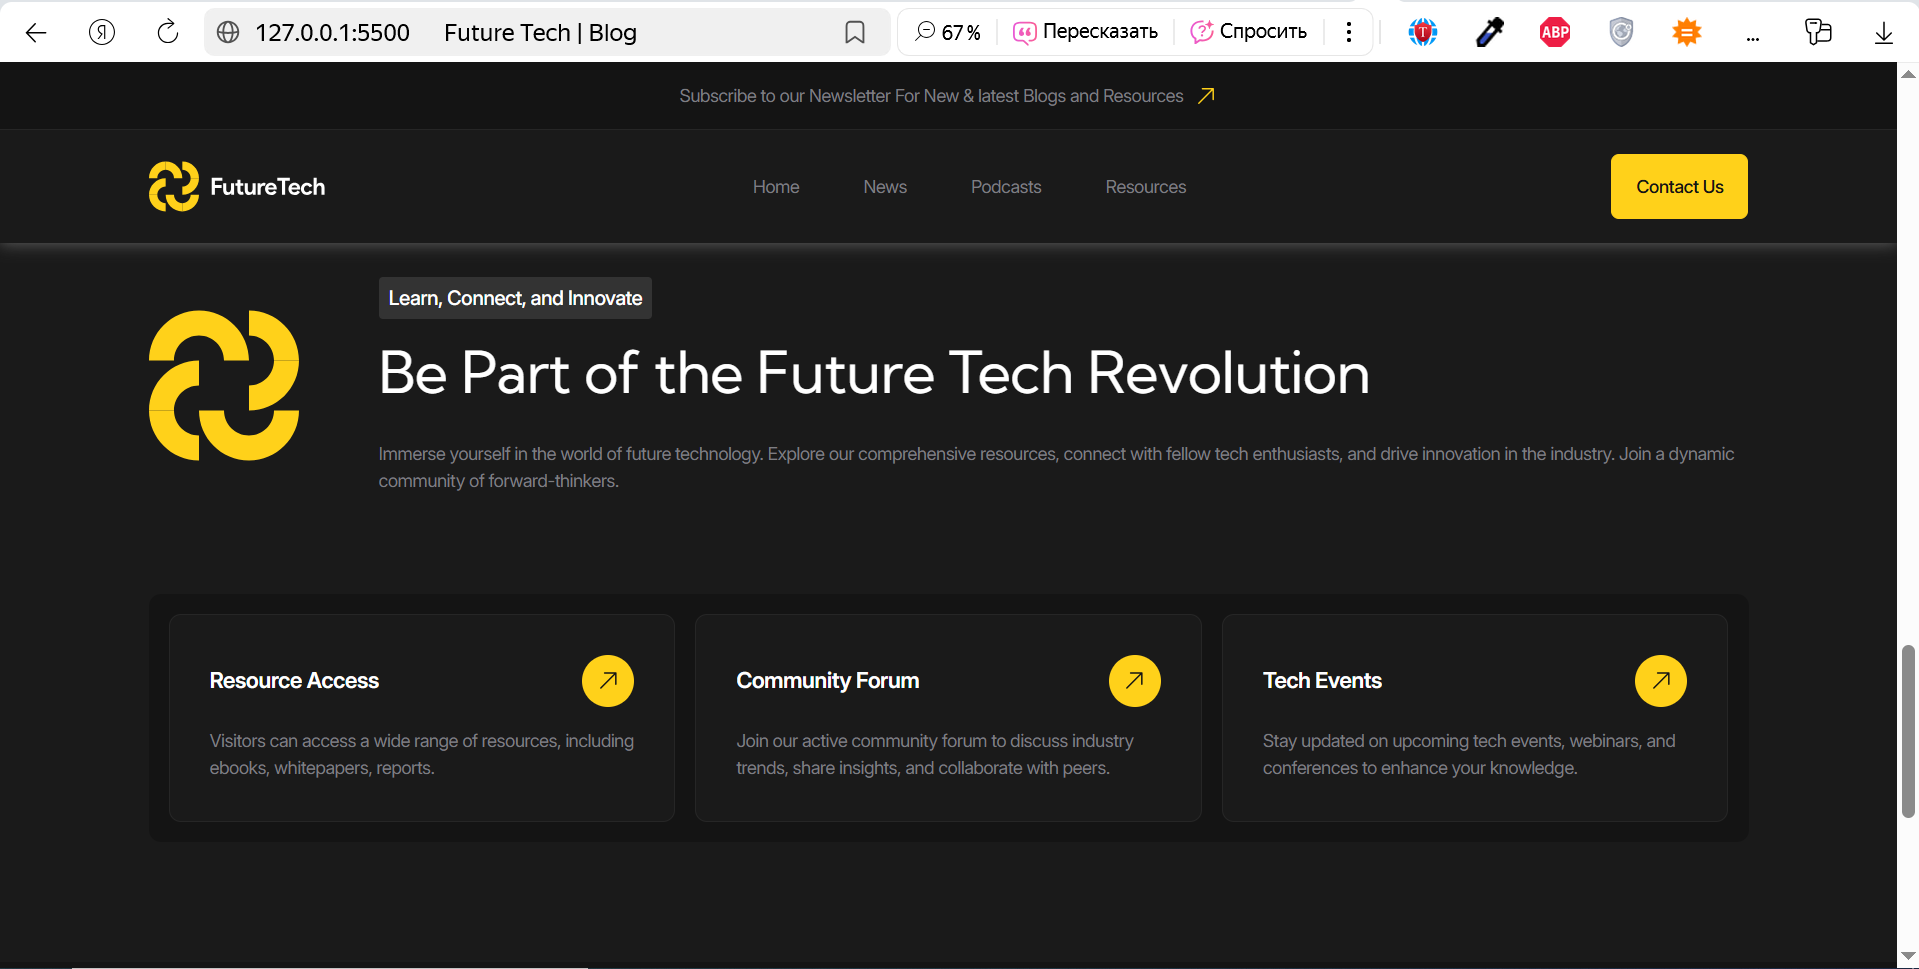 Я
127.0.0.1:5500 Future Tech | Blog
67 %
Пересказать
Спросить
T
ABP
...
Subscribe to our Newsletter For New & latest Blogs and Resources
FutureTech
Home
News
Podcasts
Resources
Contact Us
Learn, Connect, and Innovate
Be Part of the Future Tech Revolution
Immerse yourself in the world of future technology. Explore our comprehensive resources, connect with fellow tech enthusiasts, and drive innovation in the industry. Join a dynamic
community of forward-thinkers.
Resource Access
Visitors can access a wide range of resources, including
ebooks, whitepapers, reports.
Community Forum
Join our active community forum to discuss industry
trends, share insights, and collaborate with peers.
Tech Events
Stay updated on upcoming tech events, webinars, and
conferences to enhance your knowledge.